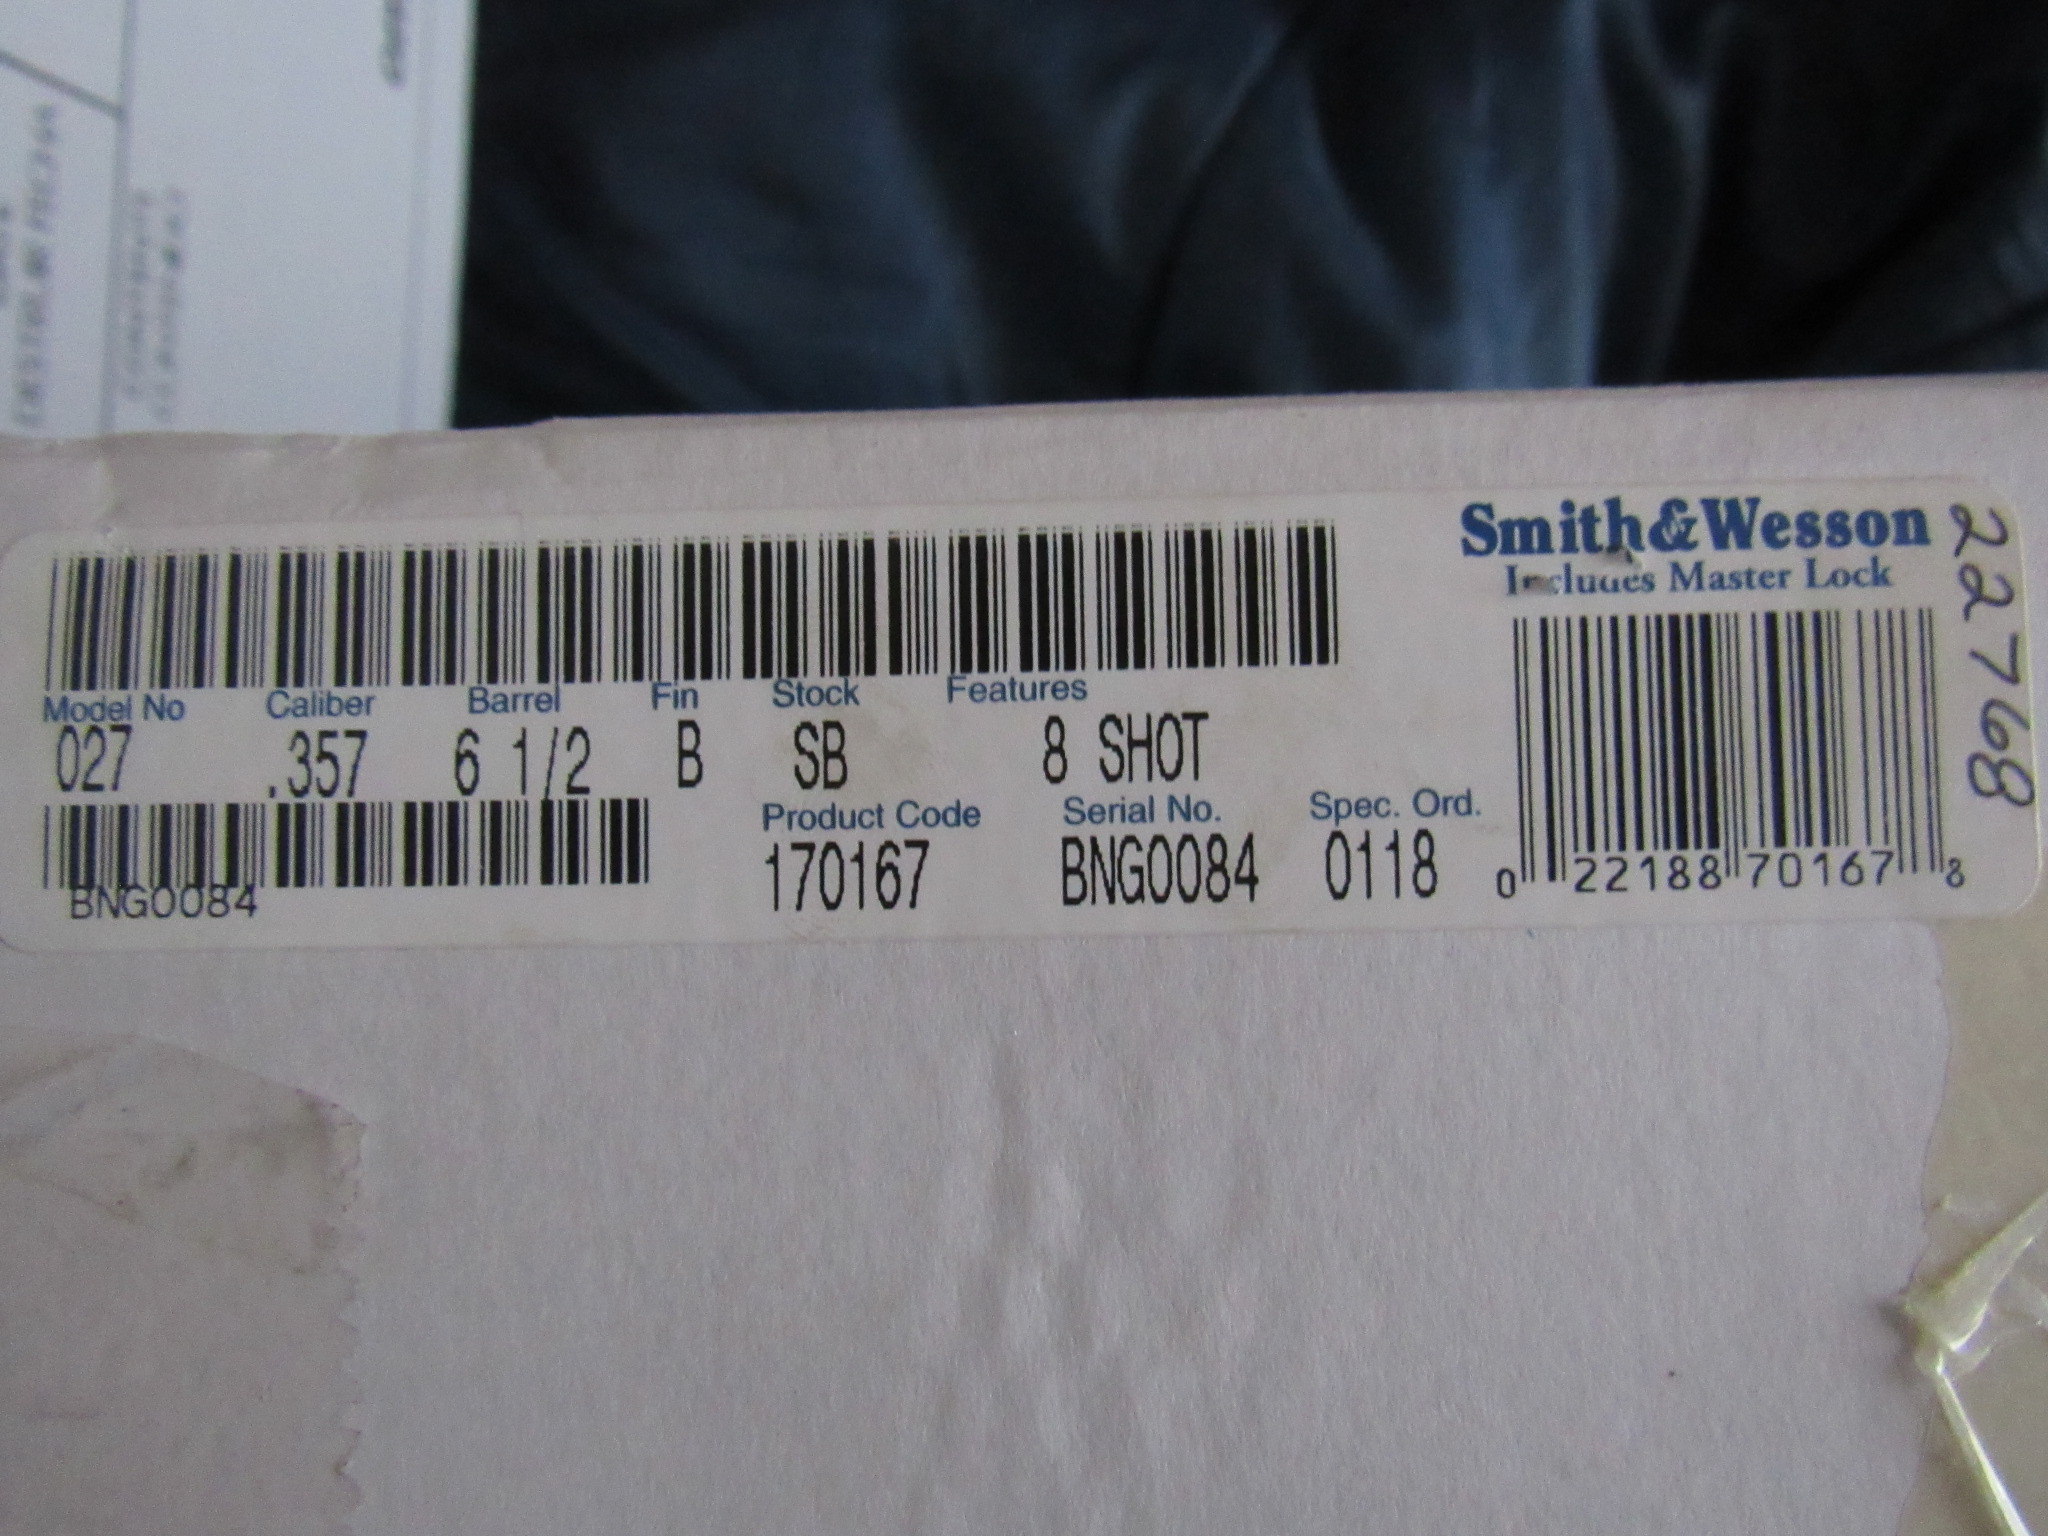 Smith&Wesson
Includes Master Lock
22768
Model No Caliber Barrel Fin Stock Features
027 .357 6 1/2 B SB 8 SHOT
Product Code Serial No. Spec. Ord.
170167 BNG0084 0118
BNG0084
0 22188 70167 8